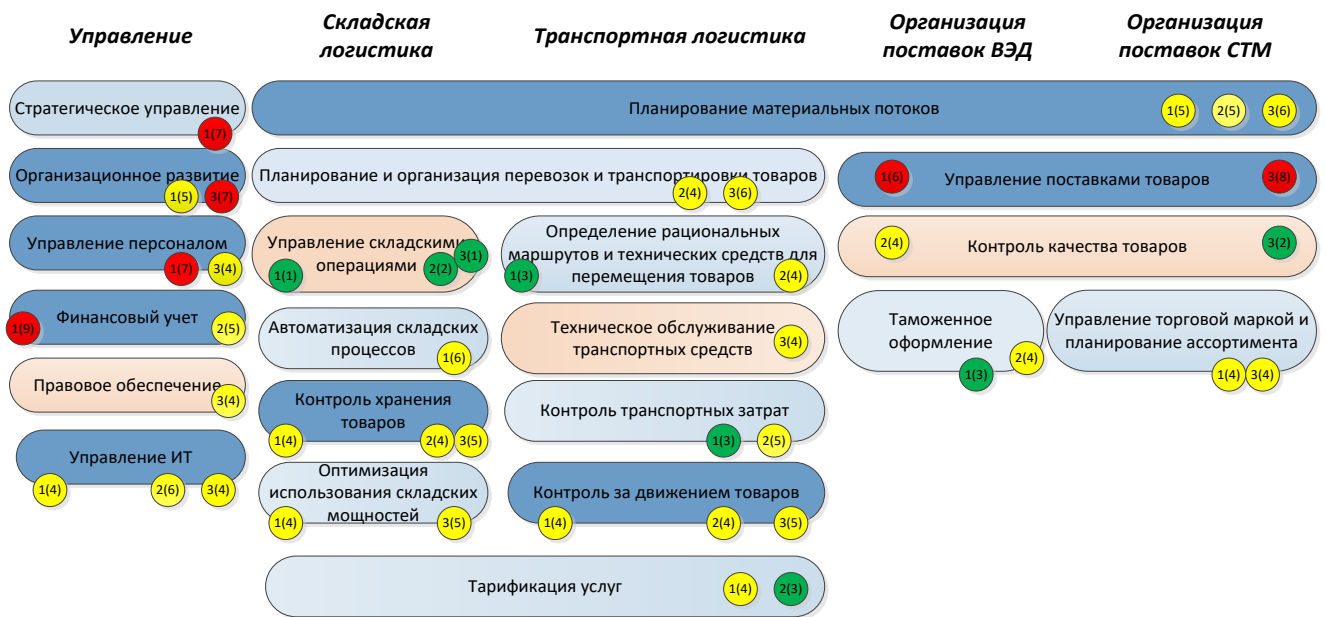 Управление
Складская
логистика
Транспортная логистика
Организация
поставок ВЭД
Организация
поставок СТМ
Стратегическое управление
1(7)
Планирование материальных потоков
1(5) 2(5) 3(6)
Организационное развитие
1(5) 3(7)
Планирование и организация перевозок и транспортировки товаров
2(4) 3(6)
1(6) Управление поставками товаров 3(8)
Управление персоналом
1(7) 3(4)
Управление складскими
операциями
1(1) 2(2) 3(1)
Определение рациональных
маршрутов и технических средств для
перемещения товаров
1(3) 2(4)
2(4) Контроль качества товаров 3(2)
Финансовый учет
1(9) 2(5)
Автоматизация складских
процессов
1(6)
Техническое обслуживание
транспортных средств
3(4)
Таможенное
оформление
1(3) 2(4)
Управление торговой маркой и
планирование ассортимента
1(4) 3(4)
Правовое обеспечение
3(4)
Контроль хранения
товаров
1(4) 2(4) 3(5)
Контроль транспортных затрат
1(3) 2(5)
Управление ИТ
1(4) 2(6) 3(4)
Оптимизация
использования складских
мощностей
1(4) 3(5)
Контроль за движением товаров
1(4) 2(4) 3(5)
Тарификация услуг
1(4) 2(3)